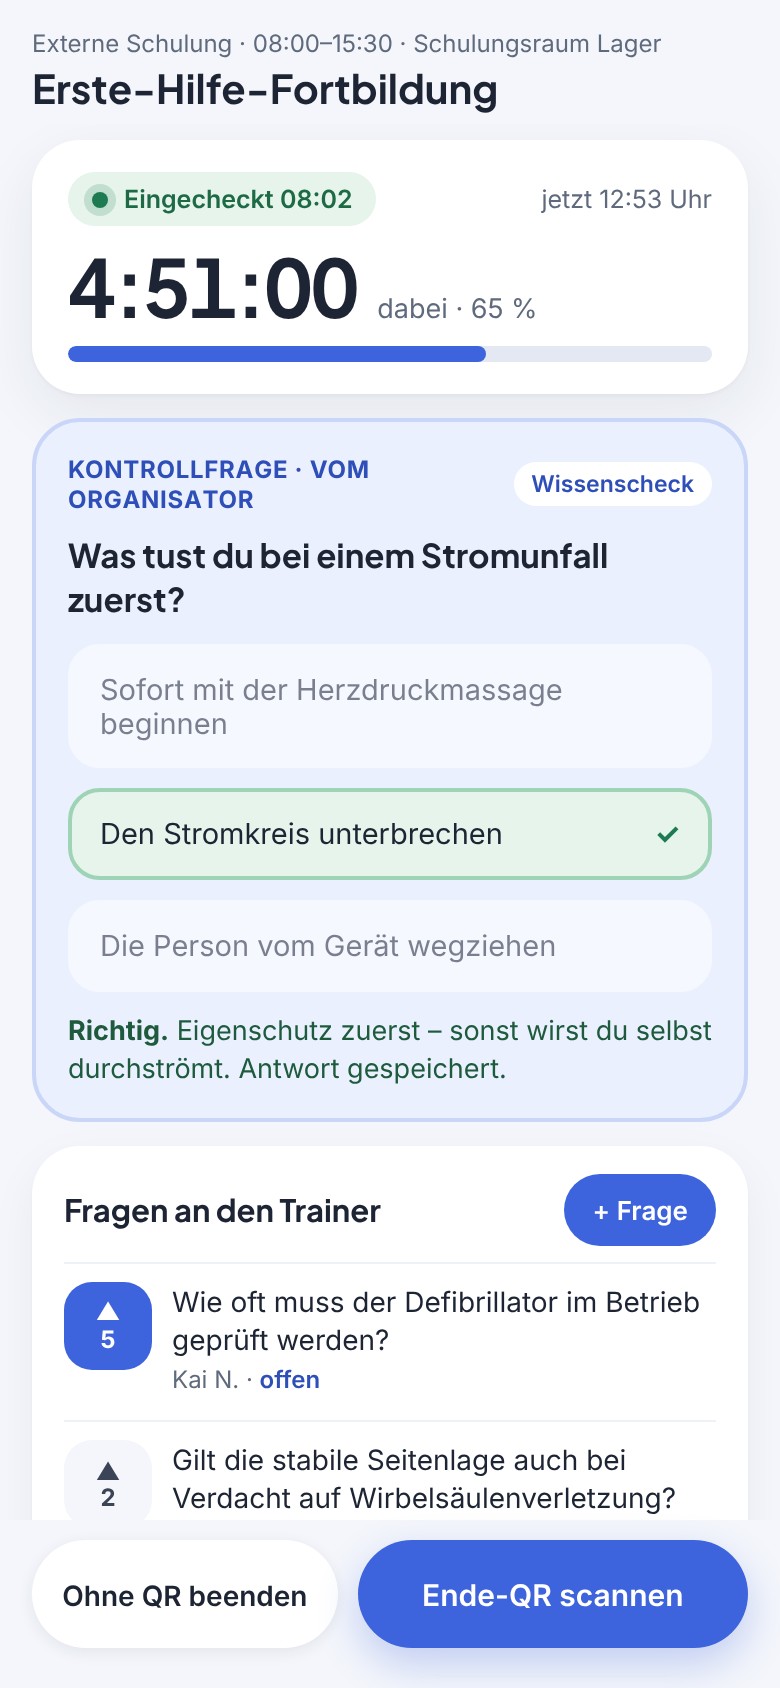 Externe Schulung · 08:00–15:30 · Schulungsraum Lager
Erste-Hilfe-Fortbildung
Eingecheckt 08:02
jetzt 12:53 Uhr
4:51:00 dabei · 65 %
KONTROLLFRAGE · VOM
ORGANISATOR
Wissenscheck
Was tust du bei einem Stromunfall
zuerst?
Sofort mit der Herzdruckmassage
beginnen
Den Stromkreis unterbrechen ✓
Die Person vom Gerät wegziehen
Richtig. Eigenschutz zuerst – sonst wirst du selbst
durchströmt. Antwort gespeichert.
Fragen an den Trainer
+ Frage
▲
5
Wie oft muss der Defibrillator im Betrieb
geprüft werden?
Kai N. · offen
▲
2
Gilt die stabile Seitenlage auch bei
Verdacht auf Wirbelsäulenverletzung?
Ohne QR beenden
Ende-QR scannen